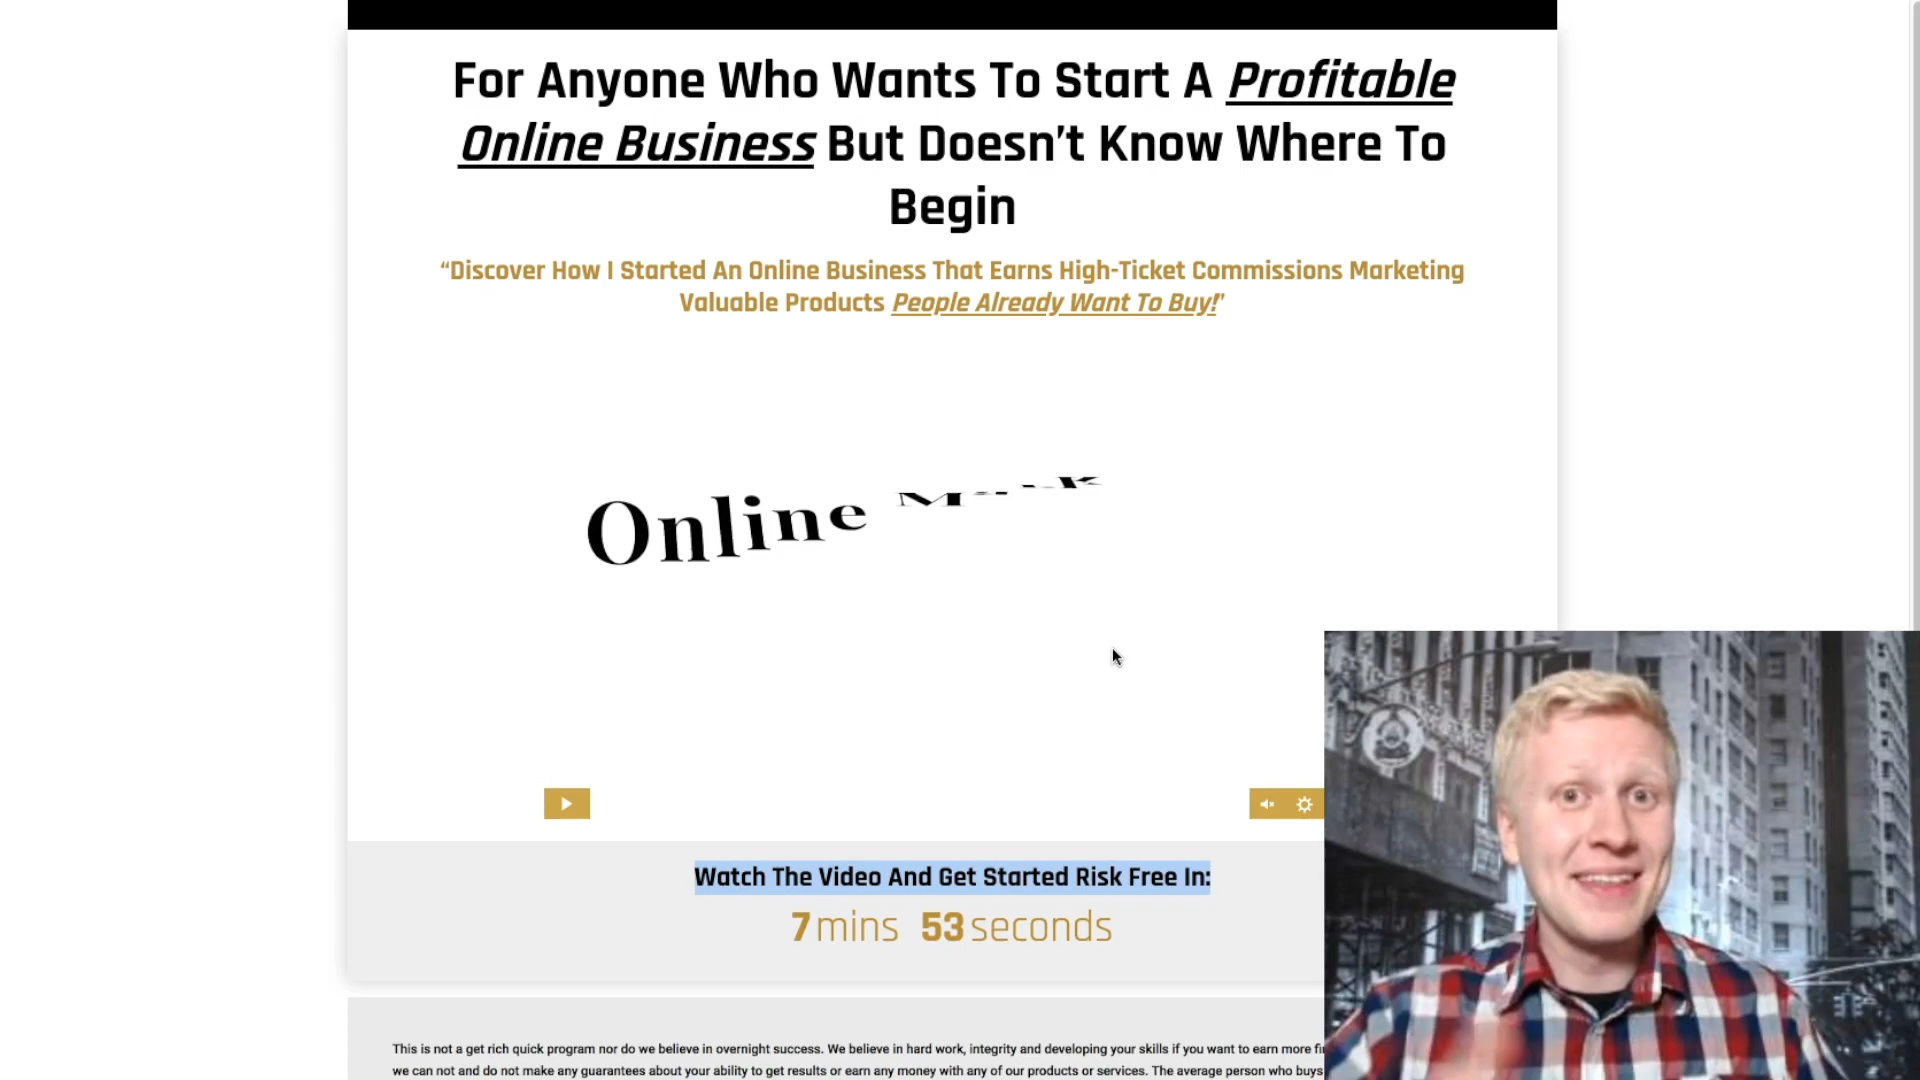 For Anyone Who Wants To Start A Profitable
Online Business But Doesn't Know Where To
Begin
“Discover How I Started An Online Business That Earns High-Ticket Commissions Marketing
Valuable Products People Already Want To Buy!”
Online
Watch The Video And Get Started Risk Free In:
7 mins 53 seconds
This is not a get rich quick program nor do we believe in overnight success. We believe in hard work, integrity and developing your skills if you want to earn more
we can not and do not make any guarantees about your ability to get results or earn any money with any of our products or services. The average person who buys